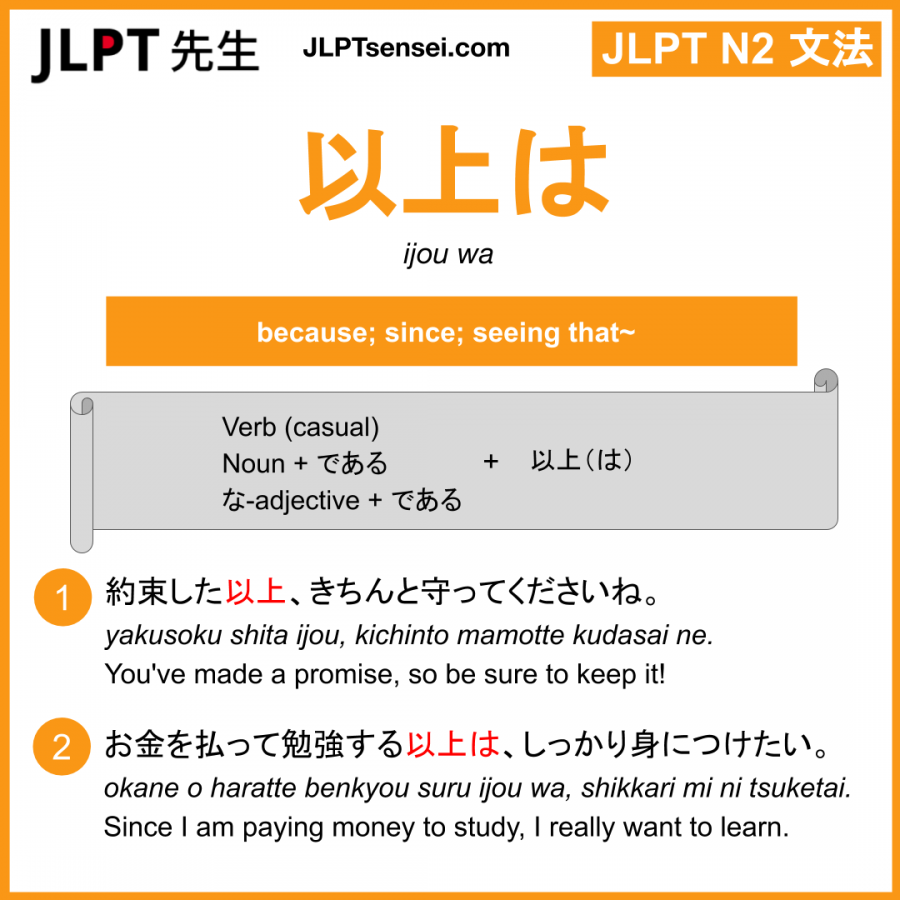 JLPT 先生
JLPTsensei.com
JLPT N2 文法
以上は
ijou wa
because; since; seeing that~
Verb (casual)
Noun + である
な-adjective + である
+ 以上（は）
1 約束した以上、きちんと守ってくださいね。
yakusoku shita ijou, kichinto mamotte kudasai ne.
You've made a promise, so be sure to keep it!
2 お金を払って勉強する以上は、しっかり身につけたい。
okane o haratte benkyou suru ijou wa, shikkari mi ni tsuketai.
Since I am paying money to study, I really want to learn.